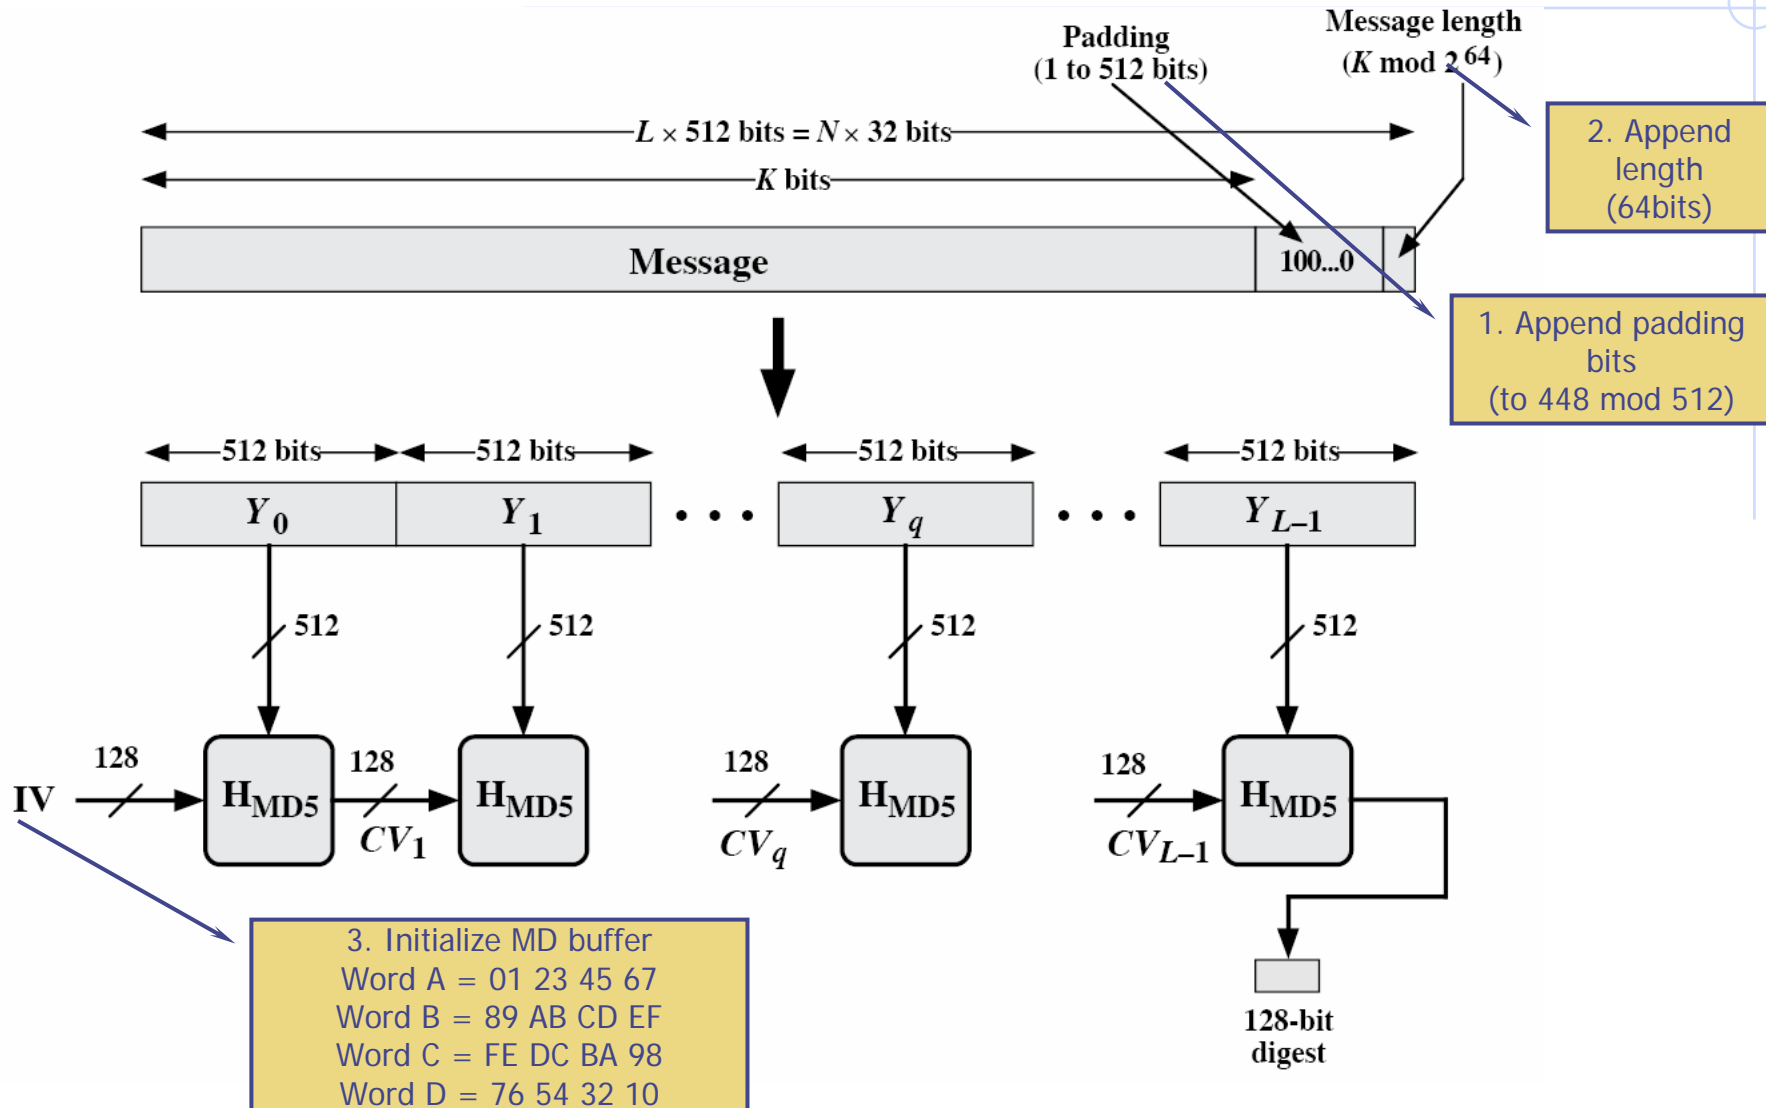 Padding
(1 to 512 bits)
Message length
(K mod 2^64)
2. Append
length
(64bits)
L × 512 bits = N × 32 bits
K bits
Message
100...0
1. Append padding
bits
(to 448 mod 512)
512 bits
512 bits
512 bits
512 bits
Y0
Y1
• • •
Yq
• • •
YL–1
512
512
512
512
IV
128
HMD5
128
CV1
HMD5
128
CVq
HMD5
128
CVL–1
HMD5
3. Initialize MD buffer
Word A = 01 23 45 67
Word B = 89 AB CD EF
Word C = FE DC BA 98
Word D = 76 54 32 10
128-bit
digest